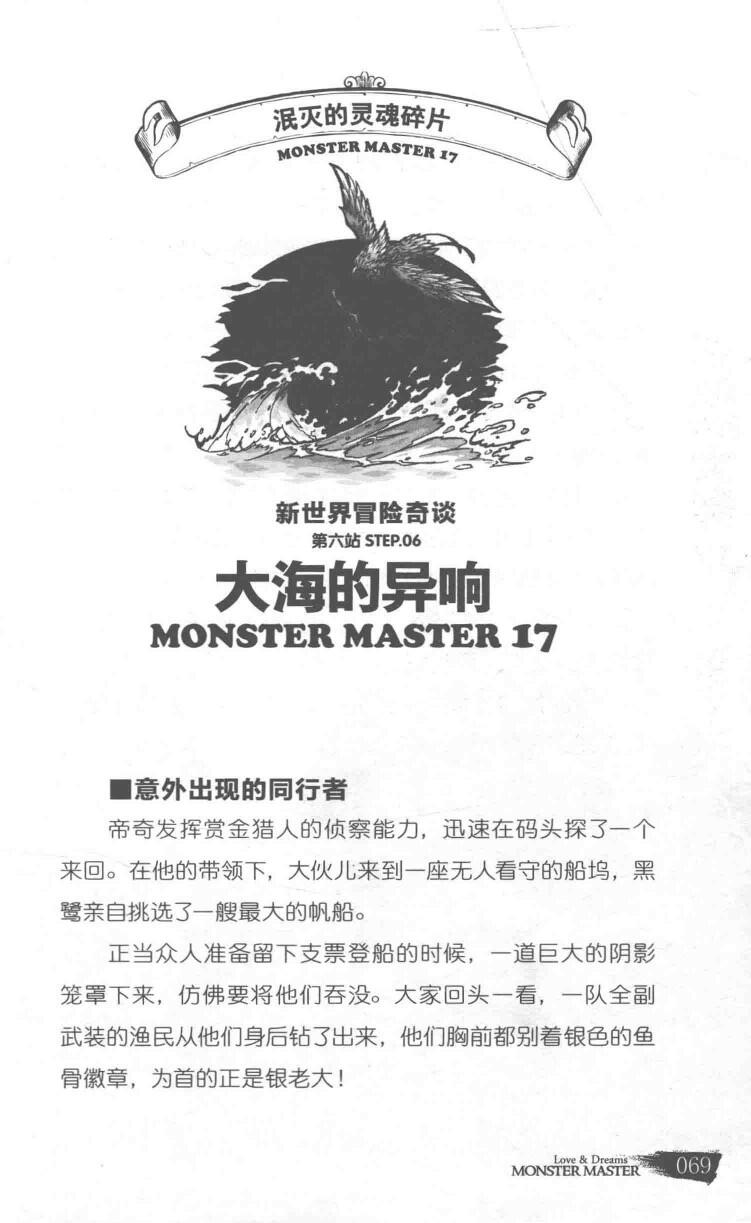 泯灭的灵魂碎片
MONSTER MASTER 17
新世界冒险奇谈
第六站 STEP.06
大海的异响
MONSTER MASTER 17
■意外出现的同行者
帝奇发挥赏金猎人的侦察能力，迅速在码头探了一个
来回。在他的带领下，大伙儿来到一座无人看守的船坞，黑
鹭亲自挑选了一艘最大的帆船。
正当众人准备留下支票登船的时候，一道巨大的阴影
笼罩下来，仿佛要将他们吞没。大家回头一看，一队全副
武装的渔民从他们身后钻了出来，他们胸前都别着银色的鱼
骨徽章，为首的正是银老大！
Love & Dreams
MONSTER MASTER
069